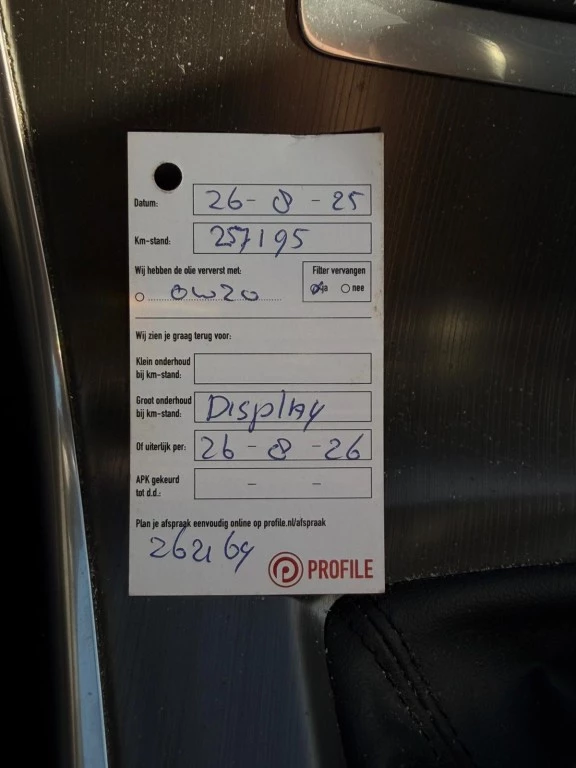 Datum: 26-8-25
Km-stand: 257195
Wij hebben de olie ververst met: Filter vervangen
0W20 ja nee
Wij zien je graag terug voor:
Klein onderhoud
bij km-stand:
Groot onderhoud
bij km-stand: Display
Of uiterlijk per: 26-8-26
APK gekeurd
tot d.d.: - -
Plan je afspraak eenvoudig online op profile.nl/afspraak
PROFILE